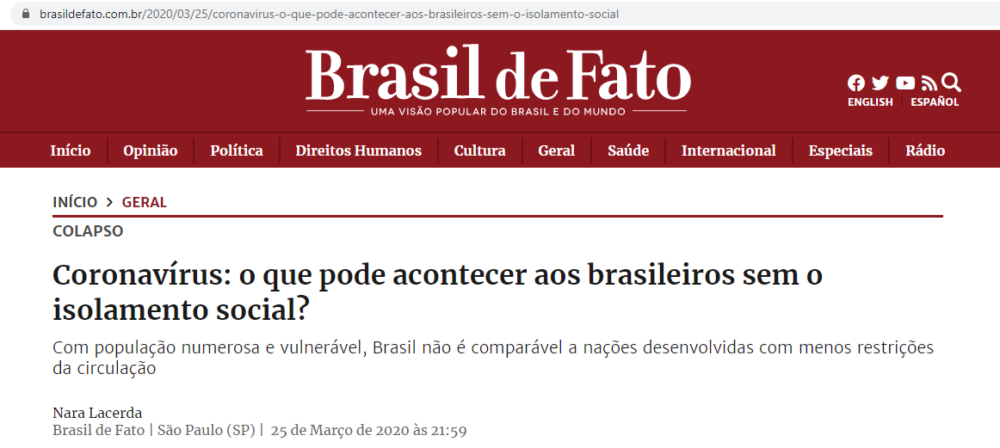 brasildefato.com.br/2020/03/25/coronavirus-o-que-pode-acontecer-aos-brasileiros-sem-o-isolamento-social
Brasil de Fato
UMA VISÃO POPULAR DO BRASIL E DO MUNDO
ENGLISH | ESPAÑOL
Início Opinião Política Direitos Humanos Cultura Geral Saúde Internacional Especiais Rádio
INÍCIO > GERAL
COLAPSO
Coronavírus: o que pode acontecer aos brasileiros sem o
isolamento social?
Com população numerosa e vulnerável, Brasil não é comparável a nações desenvolvidas com menos restrições
da circulação
Nara Lacerda
Brasil de Fato | São Paulo (SP) | 25 de Março de 2020 às 21:59